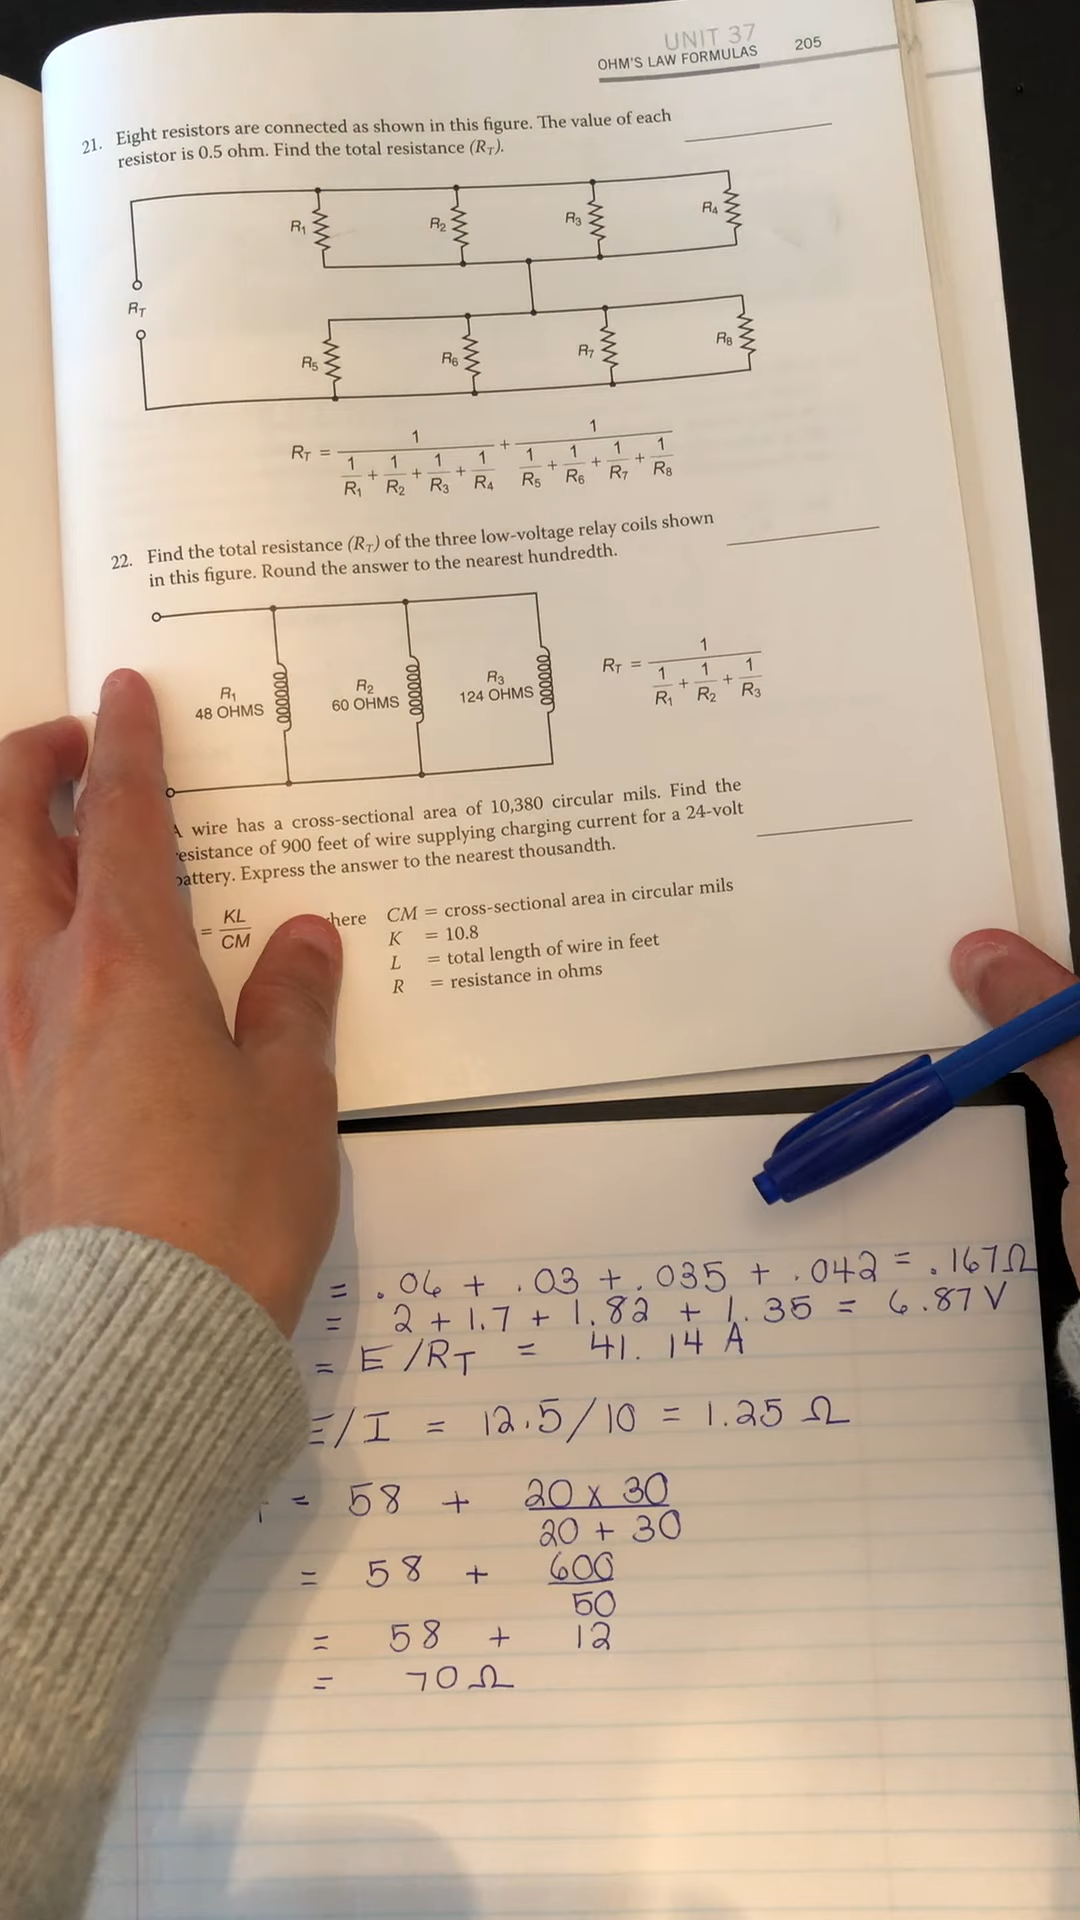 UNIT 37
OHM'S LAW FORMULAS 205
21. Eight resistors are connected as shown in this figure. The value of each
resistor is 0.5 ohm. Find the total resistance (R_T).
R1 R2 R3 R4
RT
R5 R6 R7 R8
RT = 1 / (1/R1 + 1/R2 + 1/R3 + 1/R4) + 1 / (1/R5 + 1/R6 + 1/R7 + 1/R8)
22. Find the total resistance (R_T) of the three low-voltage relay coils shown
in this figure. Round the answer to the nearest hundredth.
R1
48 OHMS
R2
60 OHMS
R3
124 OHMS
RT = 1 / (1/R1 + 1/R2 + 1/R3)
A wire has a cross-sectional area of 10,380 circular mils. Find the
resistance of 900 feet of wire supplying charging current for a 24-volt
battery. Express the answer to the nearest thousandth.
= KL / CM
where CM = cross-sectional area in circular mils
K = 10.8
L = total length of wire in feet
R = resistance in ohms
= .06 + .03 + .035 + .042 = .167Ω
= 2 + 1.7 + 1.82 + 1.35 = 6.87 V
= E/RT = 41.14 A
E/I = 12.5/10 = 1.25 Ω
= 58 + 20 x 30
20 + 30
= 58 + 600
50
= 58 + 12
= 70Ω